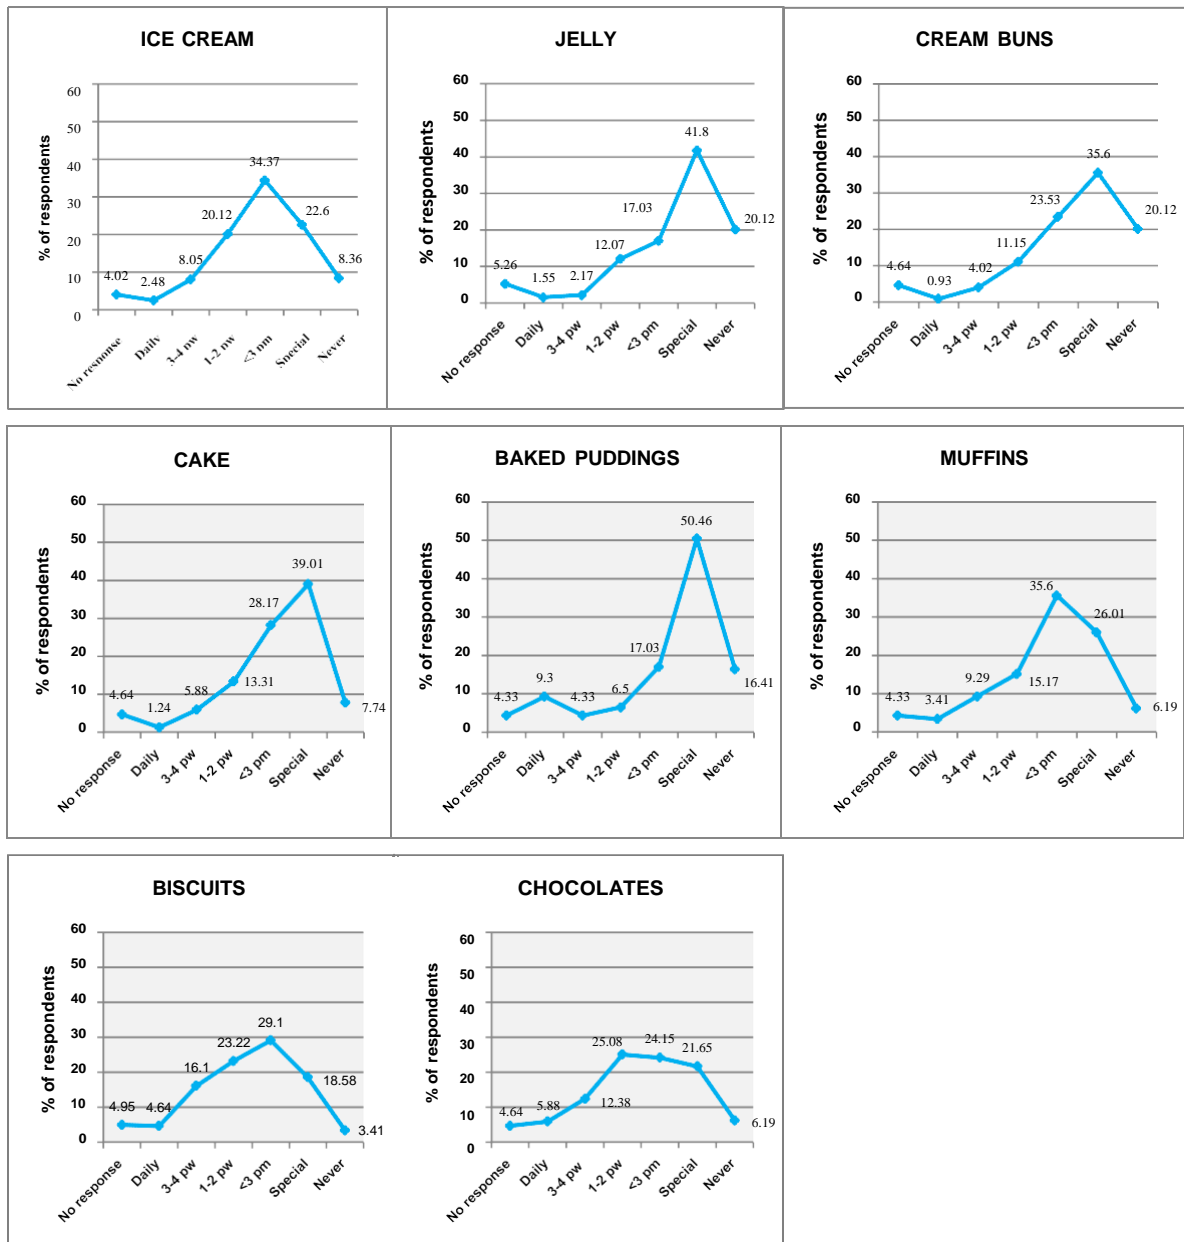 ICE CREAM
% of respondents
60
50
40
30
20
10
0
4.02
2.48
8.05
20.12
34.37
22.6
8.36
No response
Daily
3-4 pw
1-2 pw
<3 pm
Special
Never
JELLY
% of respondents
60
50
40
30
20
10
0
5.26
1.55
2.17
12.07
17.03
41.8
20.12
No response
Daily
3-4 pw
1-2 pw
<3 pm
Special
Never
CREAM BUNS
% of respondents
60
50
40
30
20
10
0
4.64
0.93
4.02
11.15
23.53
35.6
20.12
No response
Daily
3-4 pw
1-2 pw
<3 pm
Special
Never
CAKE
% of respondents
60
50
40
30
20
10
0
4.64
1.24
5.88
13.31
28.17
39.01
7.74
No response
Daily
3-4 pw
1-2 pw
<3 pm
Special
Never
BAKED PUDDINGS
% of respondents
60
50
40
30
20
10
0
4.33
9.3
4.33
6.5
17.03
50.46
16.41
No response
Daily
3-4 pw
1-2 pw
<3 pm
Special
Never
MUFFINS
% of respondents
60
50
40
30
20
10
0
4.33
3.41
9.29
15.17
35.6
26.01
6.19
No response
Daily
3-4 pw
1-2 pw
<3 pm
Special
Never
BISCUITS
% of respondents
60
50
40
30
20
10
0
4.95
4.64
16.1
23.22
29.1
18.58
3.41
No response
Daily
3-4 pw
1-2 pw
<3 pm
Special
Never
CHOCOLATES
% of respondents
60
50
40
30
20
10
0
4.64
5.88
12.38
25.08
24.15
21.65
6.19
No response
Daily
3-4 pw
1-2 pw
<3 pm
Special
Never